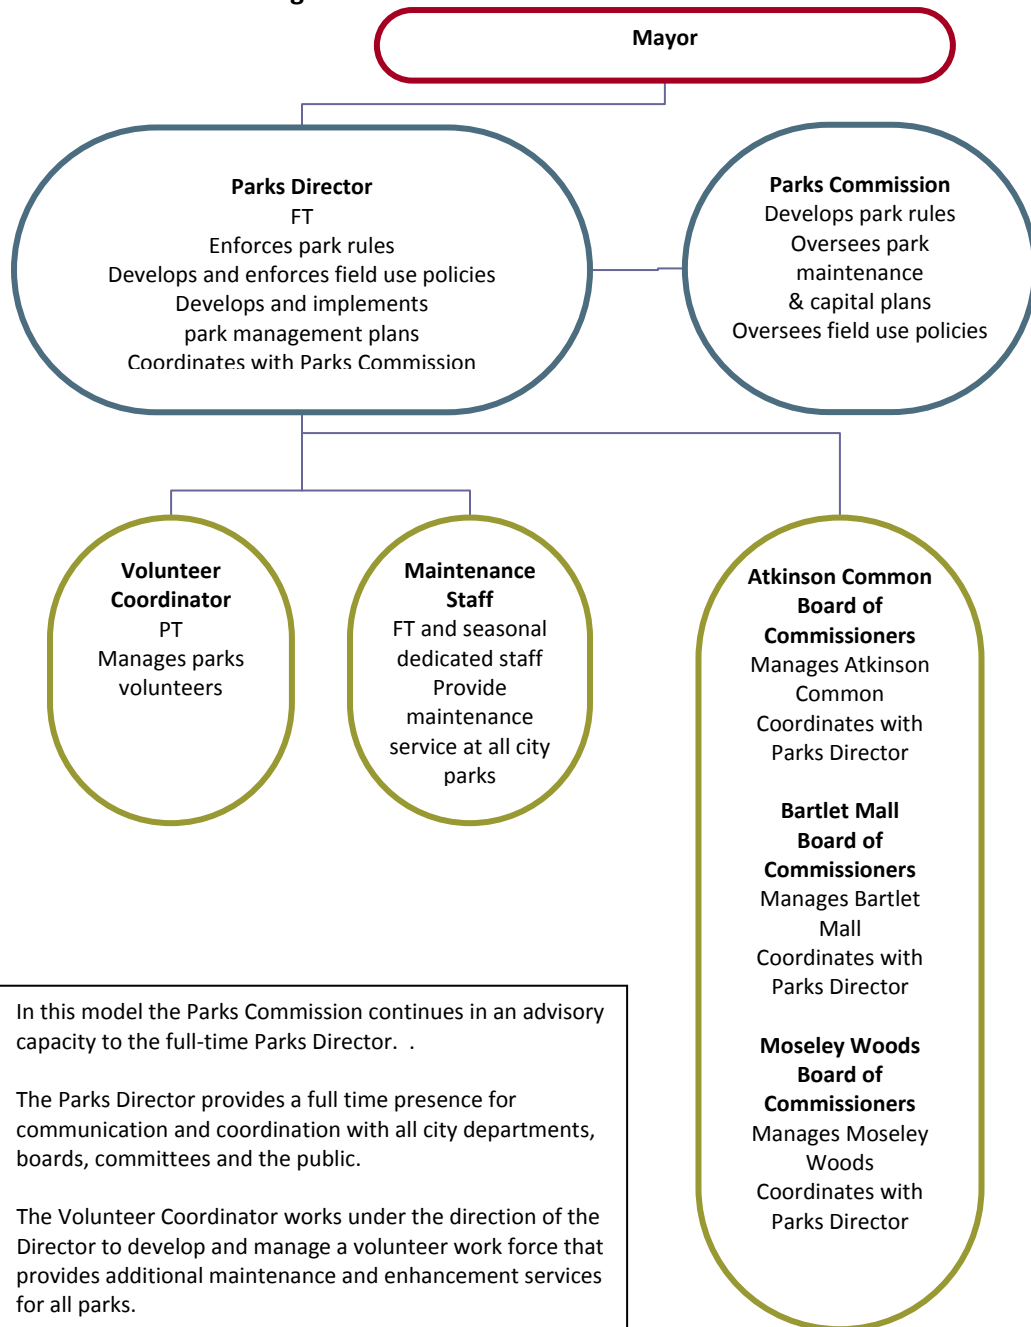 Mayor
Parks Director
FT
Enforces park rules
Develops and enforces field use policies
Develops and implements
park management plans
Coordinates with Parks Commission
Parks Commission
Develops park rules
Oversees park
maintenance
& capital plans
Oversees field use policies
Volunteer
Coordinator
PT
Manages parks
volunteers
Maintenance
Staff
FT and seasonal
dedicated staff
Provide
maintenance
service at all city
parks
Atkinson Common
Board of
Commissioners
Manages Atkinson
Common
Coordinates with
Parks Director
Bartlet Mall
Board of
Commissioners
Manages Bartlet
Mall
Coordinates with
Parks Director
Moseley Woods
Board of
Commissioners
Manages Moseley
Woods
Coordinates with
Parks Director
In this model the Parks Commission continues in an advisory
capacity to the full-time Parks Director. .
The Parks Director provides a full time presence for
communication and coordination with all city departments,
boards, committees and the public.
The Volunteer Coordinator works under the direction of the
Director to develop and manage a volunteer work force that
provides additional maintenance and enhancement services
for all parks.